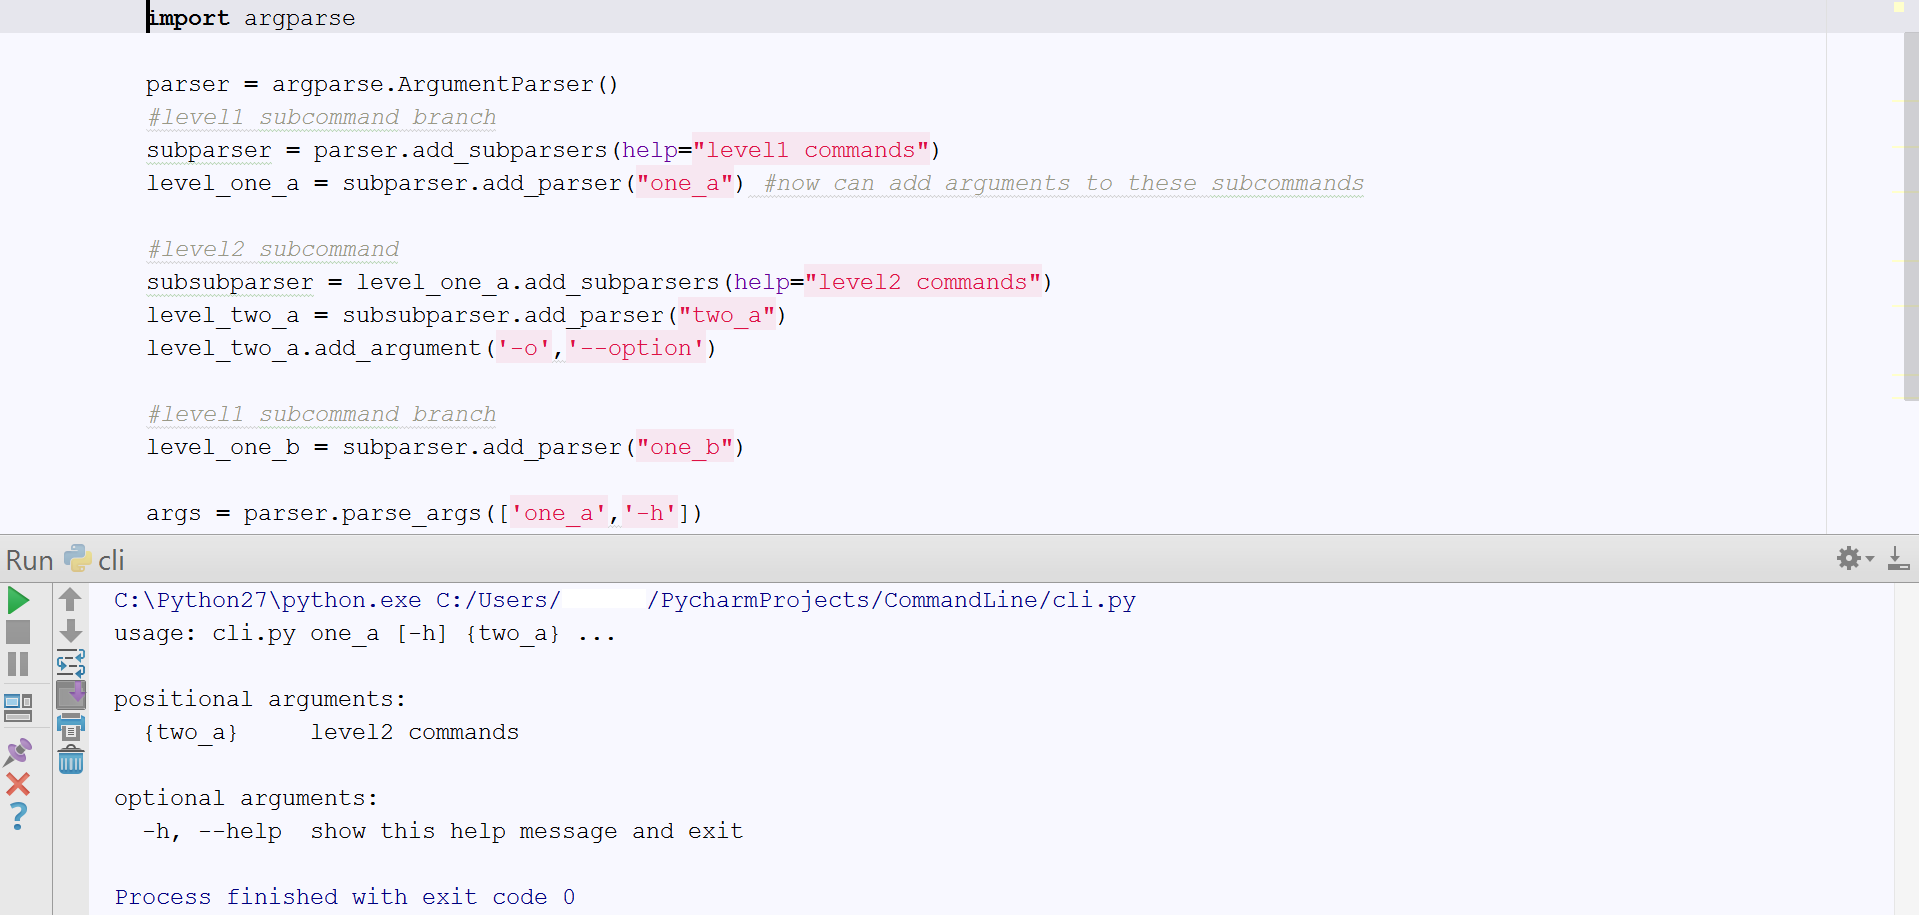 import argparse
parser = argparse.ArgumentParser()
#level1 subcommand branch
subparser = parser.add_subparsers(help="level1 commands")
level_one_a = subparser.add_parser("one_a") #now can add arguments to these subcommands
#level2 subcommand
subsubparser = level_one_a.add_subparsers(help="level2 commands")
level_two_a = subsubparser.add_parser("two_a")
level_two_a.add_argument('-o','--option')
#level1 subcommand branch
level_one_b = subparser.add_parser("one_b")
args = parser.parse_args(['one_a','-h'])
Run cli
C:\Python27\python.exe C:/Users/ /PycharmProjects/CommandLine/cli.py
usage: cli.py one_a [-h] {two_a} ...
positional arguments:
{two_a} level2 commands
optional arguments:
-h, --help show this help message and exit
Process finished with exit code 0